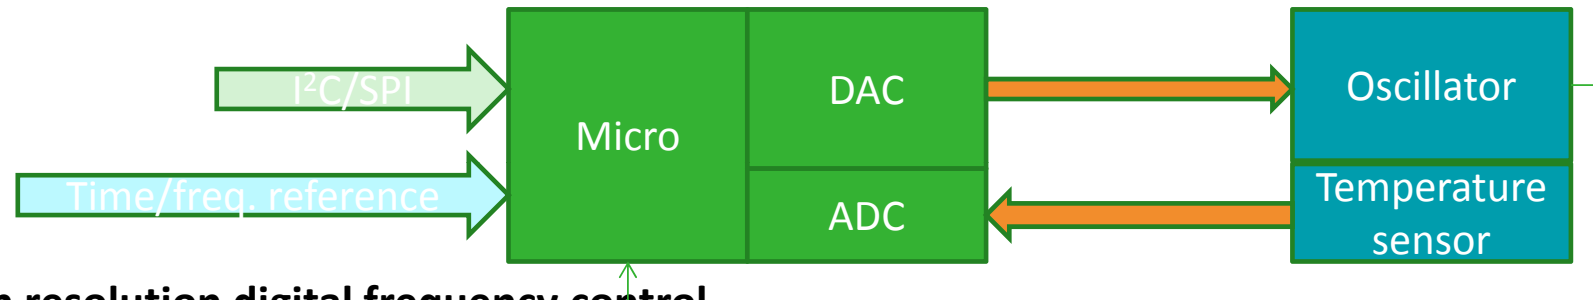 I²C/SPI
Time/freq. reference
Micro
DAC
ADC
Oscillator
Temperature
sensor
resolution digital frequency control